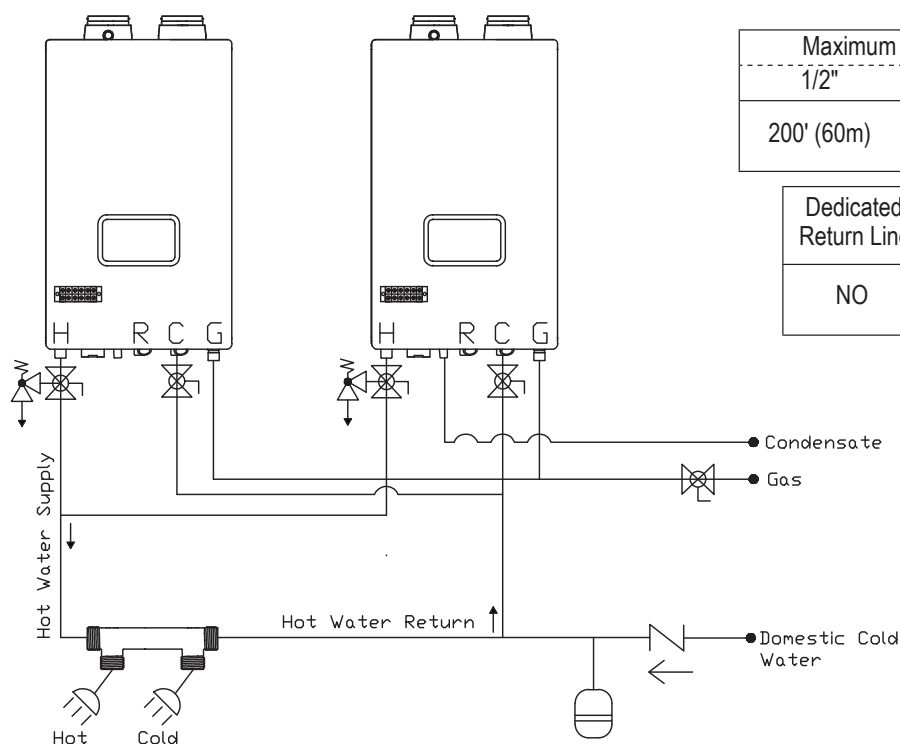 Maximum
1/2"
200' (60m)
Dedicated
Return Line
NO
H R C G
H R C G
Condensate
Gas
Hot Water Supply
Hot Water Return
Domestic Cold
Water
Hot Cold